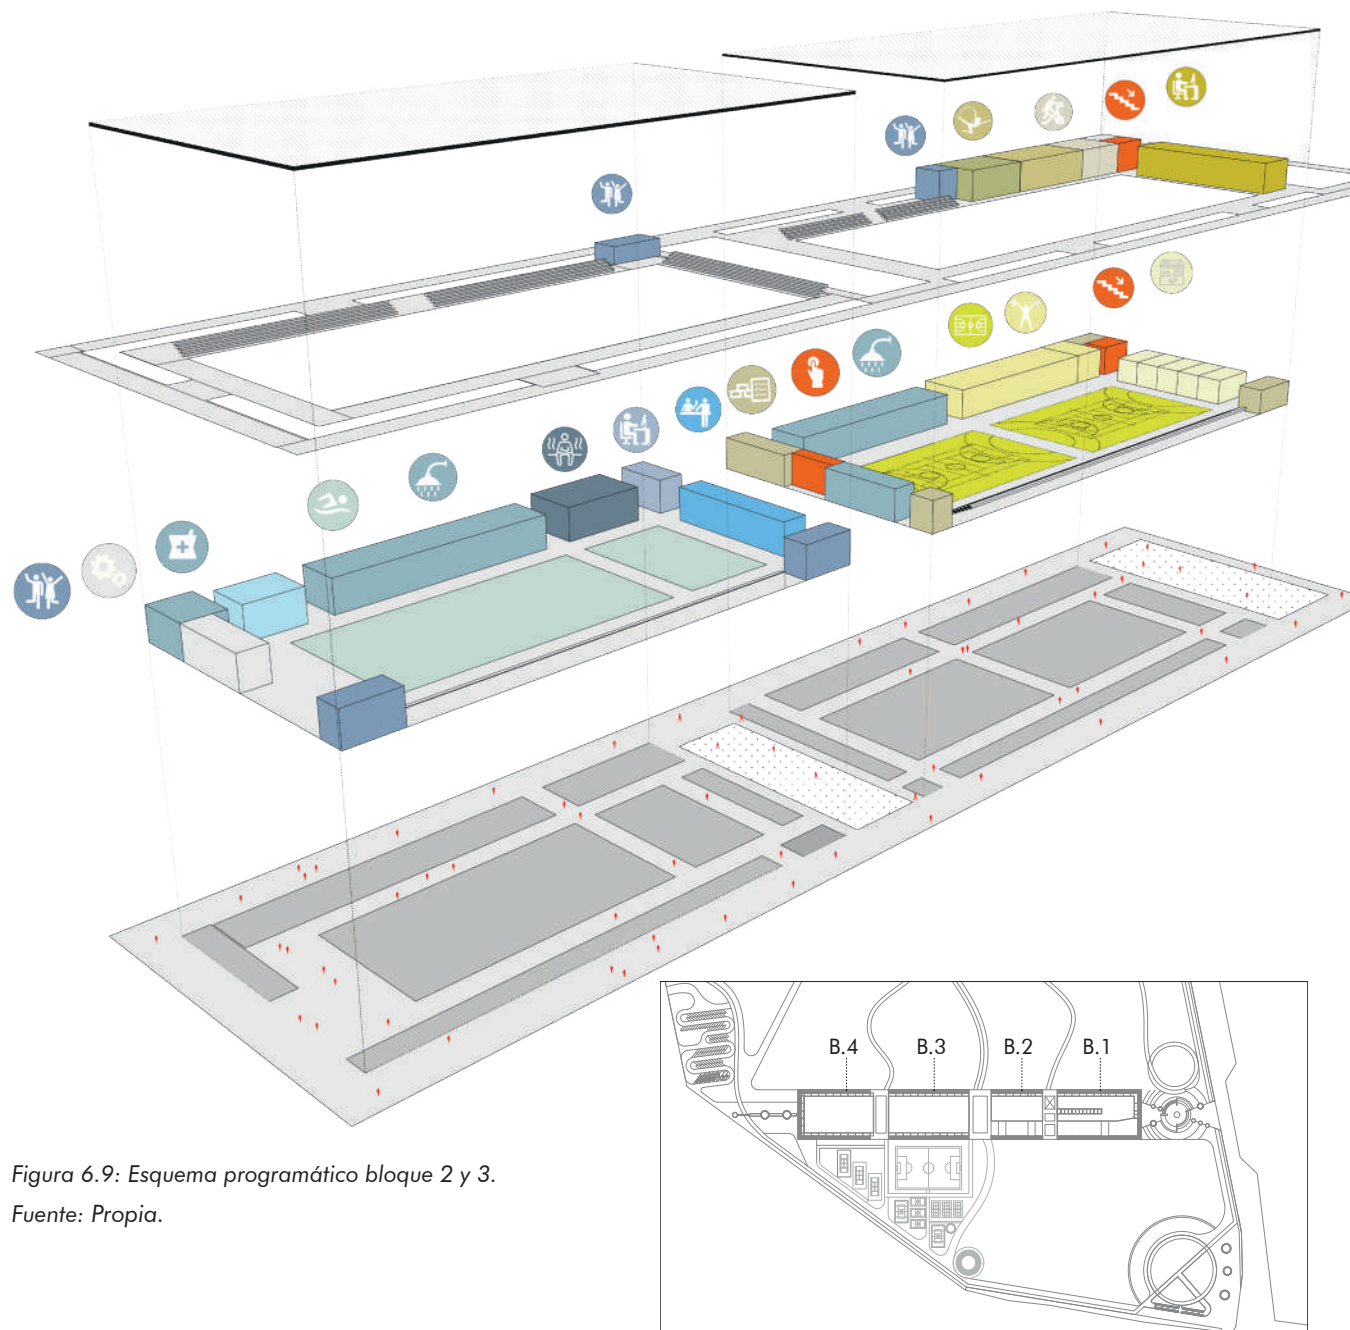 B.4
B.3
B.2
B.1
Figura 6.9: Esquema programático bloque 2 y 3.
Fuente: Propia.